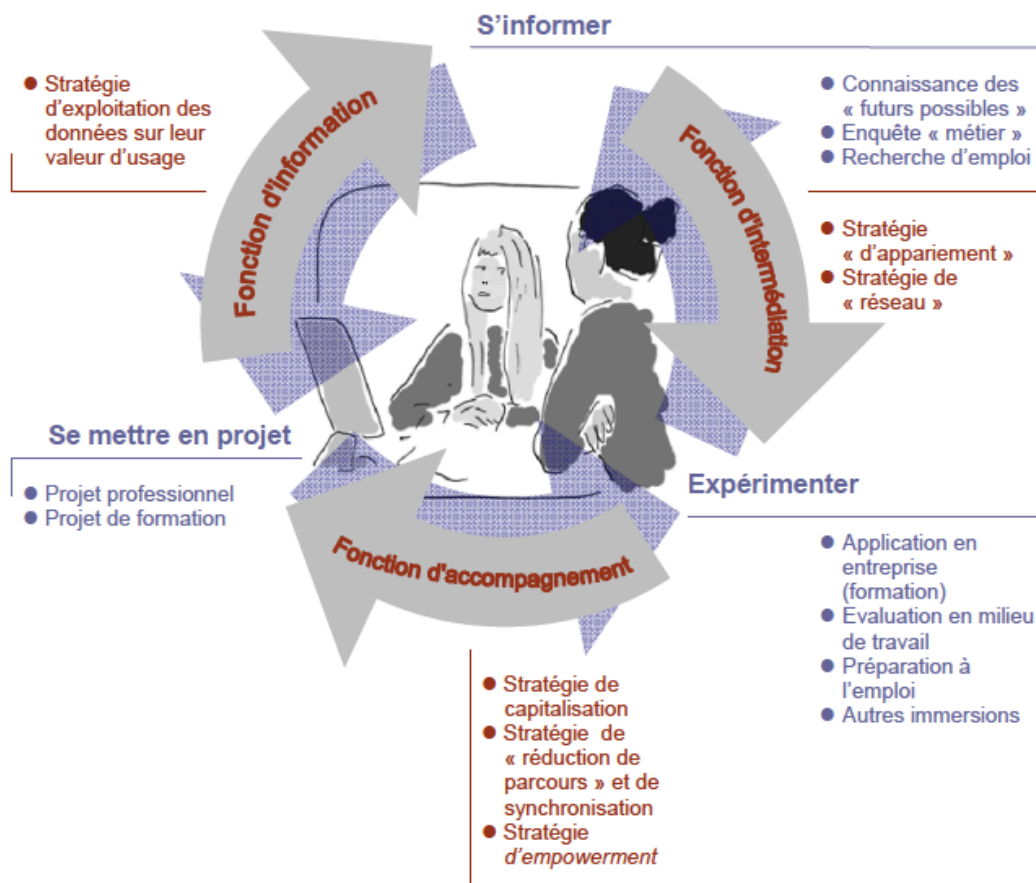 S'informer
● Stratégie
d'exploitation des
données sur leur
valeur d'usage
Fonction d'information
Fonction d'intermédiation
● Connaissance des
« futurs possibles »
● Enquête « métier »
● Recherche d'emploi
● Stratégie
« d'appariement »
● Stratégie de
« réseau »
Se mettre en projet
● Projet professionnel
● Projet de formation
Fonction d'accompagnement
Expérimenter
● Application en
entreprise
(formation)
● Evaluation en milieu
de travail
● Préparation à
l'emploi
● Autres immersions
● Stratégie de
capitalisation
● Stratégie de
« réduction de
parcours » et de
synchronisation
● Stratégie
d'empowerment